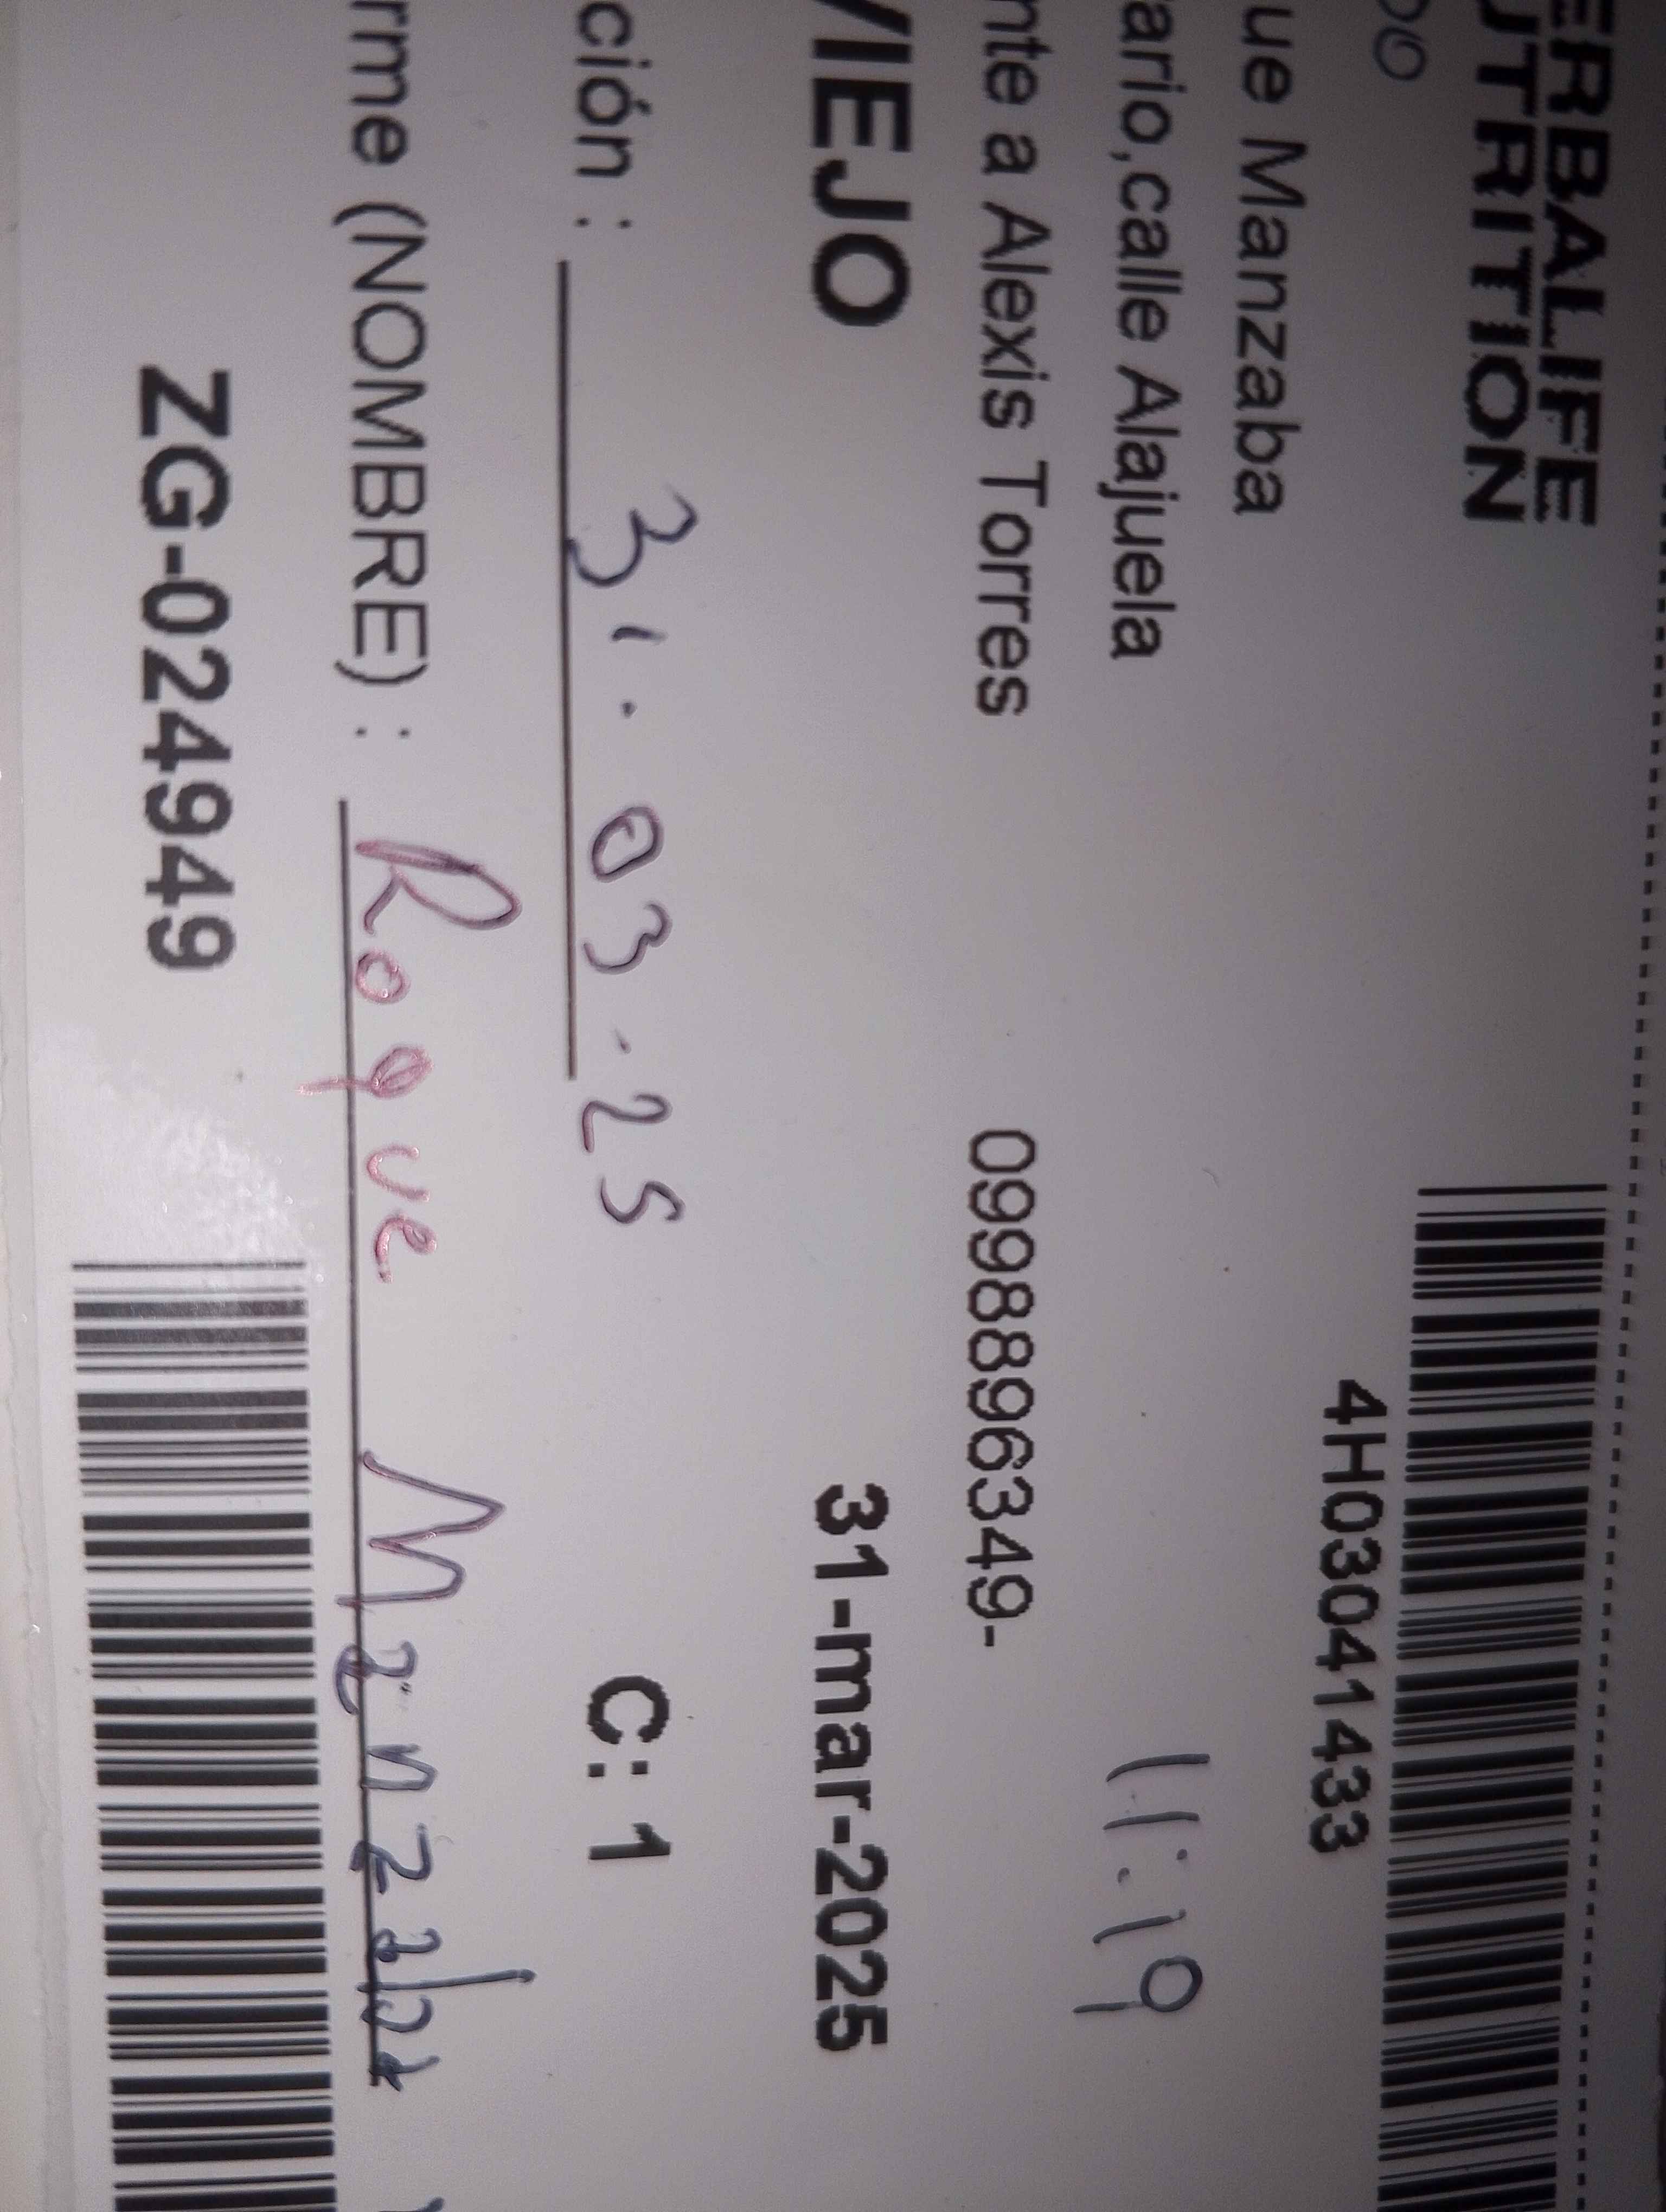 ERBALIFE
UTRITION
4H03041433
ue Manzaba
ario,calle Alajuela
11:19
nte a Alexis Torres 0998896349-
VIEJO 31-mar-2025
ción : 31.03.25 C: 1
rme (NOMBRE) : Roque Manzaba
ZG-024949